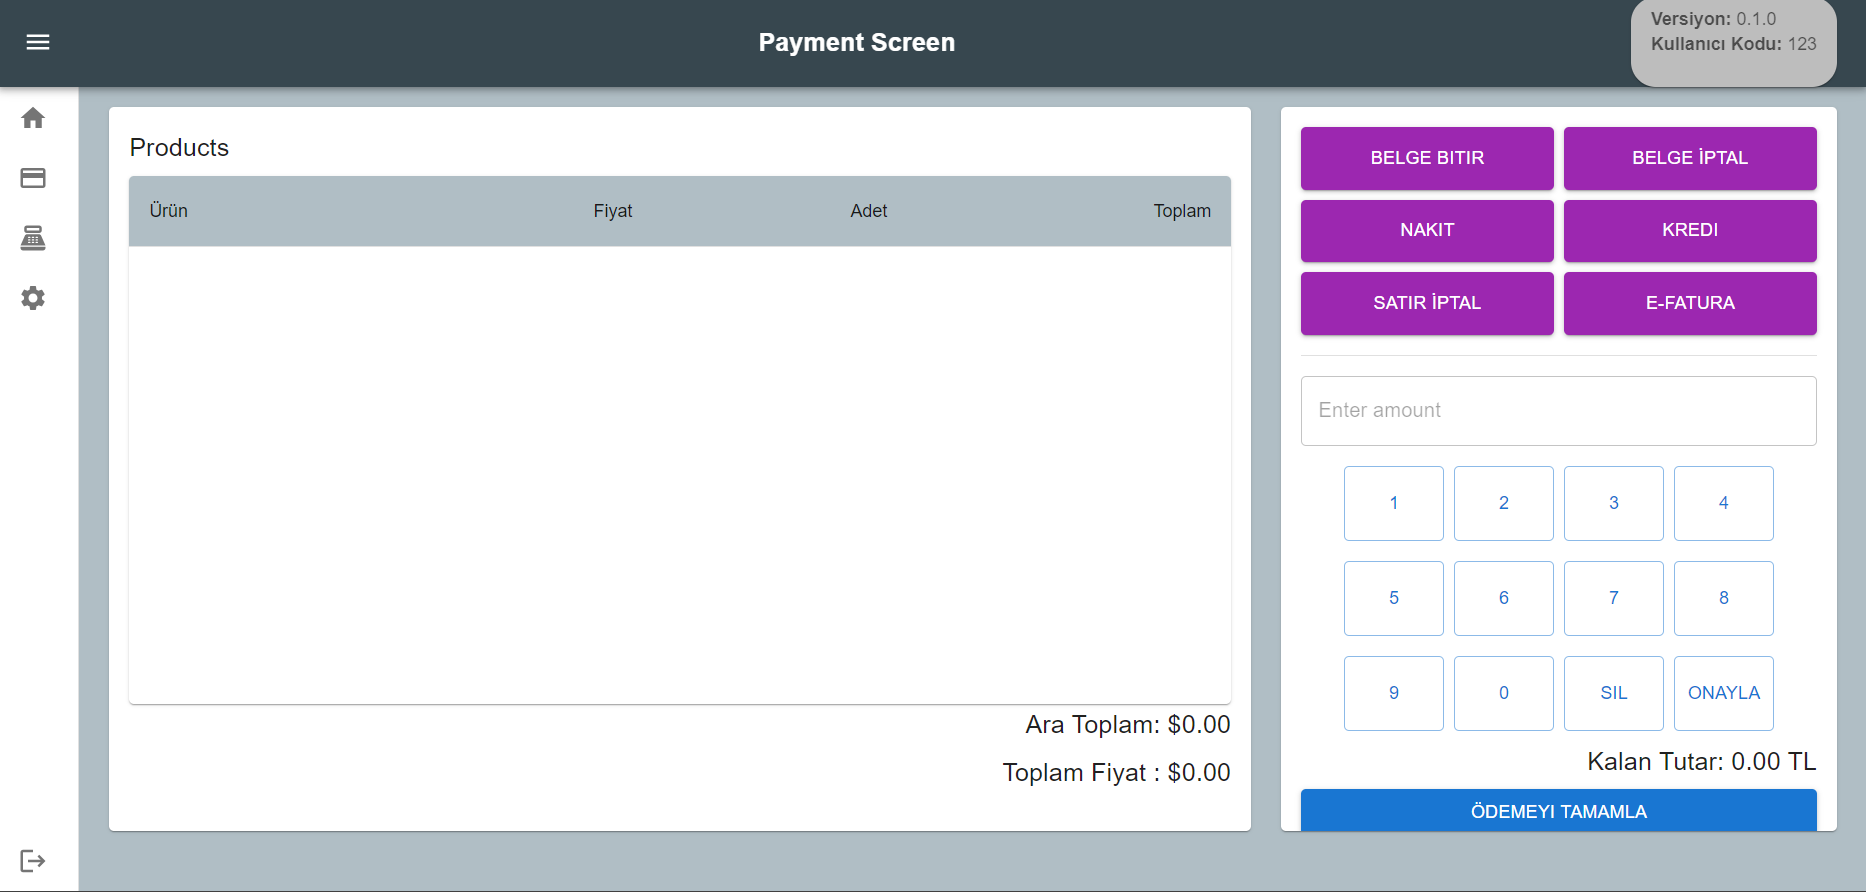 Payment Screen
Versiyon: 0.1.0
Kullanıcı Kodu: 123
Products
Ürün Fiyat Adet Toplam
Ara Toplam: $0.00
Toplam Fiyat : $0.00
BELGE BITIR BELGE İPTAL
NAKIT KREDI
SATIR İPTAL E-FATURA
Enter amount
1 2 3 4
5 6 7 8
9 0 SIL ONAYLA
Kalan Tutar: 0.00 TL
ÖDEMEYI TAMAMLA